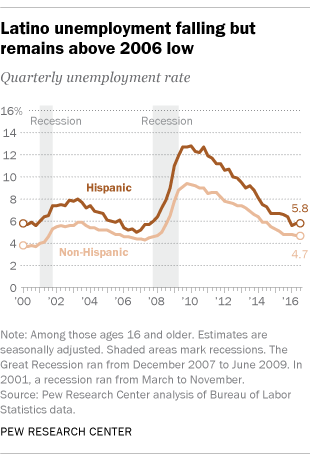 Latino unemployment falling but
remains above 2006 low
Quarterly unemployment rate
16%
Recession Recession
14
12
10
8
6
4
2
0
Hispanic
5.8
Non-Hispanic
4.7
'00 '02 '04 '06 '08 '10 '12 '14 '16
Note: Among those ages 16 and older. Estimates are
seasonally adjusted. Shaded areas mark recessions. The
Great Recession ran from December 2007 to June 2009. In
2001, a recession ran from March to November.
Source: Pew Research Center analysis of Bureau of Labor
Statistics data.
PEW RESEARCH CENTER